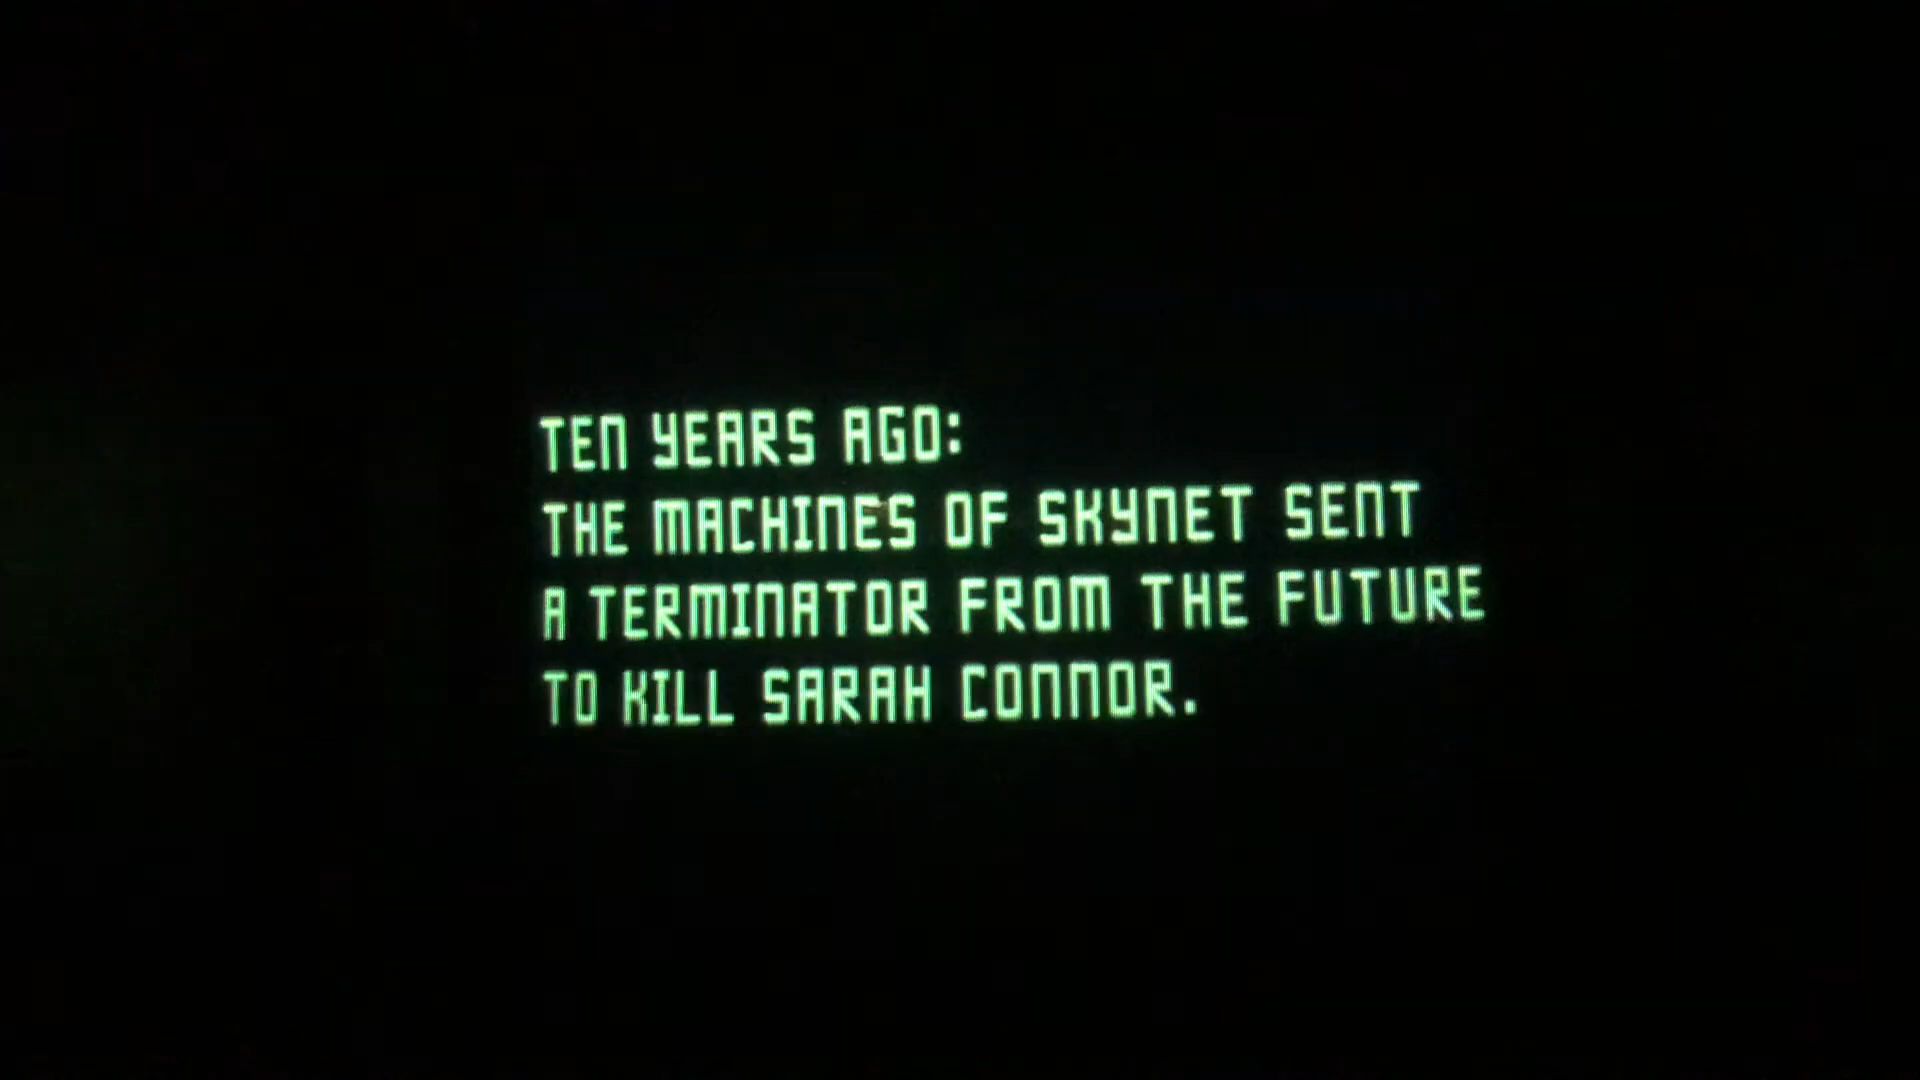 TEN YEARS AGO:
THE MACHINES OF SKYNET SENT
A TERMINATOR FROM THE FUTURE
TO KILL SARAH CONNOR.